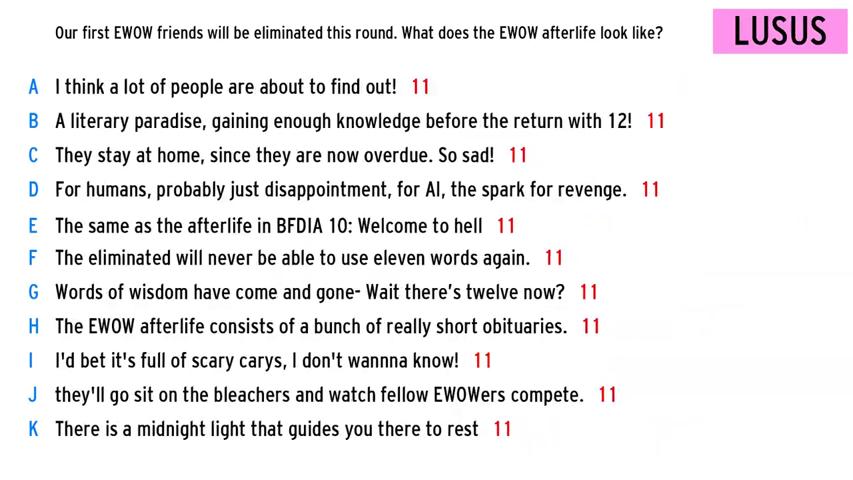 Our first EWOW friends will be eliminated this round. What does the EWOW afterlife look like?
LUSUS
A I think a lot of people are about to find out! 11
B A literary paradise, gaining enough knowledge before the return with 12! 11
C They stay at home, since they are now overdue. So sad! 11
D For humans, probably just disappointment, for AI, the spark for revenge. 11
E The same as the afterlife in BFDIA 10: Welcome to hell 11
F The eliminated will never be able to use eleven words again. 11
G Words of wisdom have come and gone- Wait there's twelve now? 11
H The EWOW afterlife consists of a bunch of really short obituaries. 11
I I'd bet it's full of scary carys, I don't wannna know! 11
J they'll go sit on the bleachers and watch fellow EWOWers compete. 11
K There is a midnight light that guides you there to rest 11